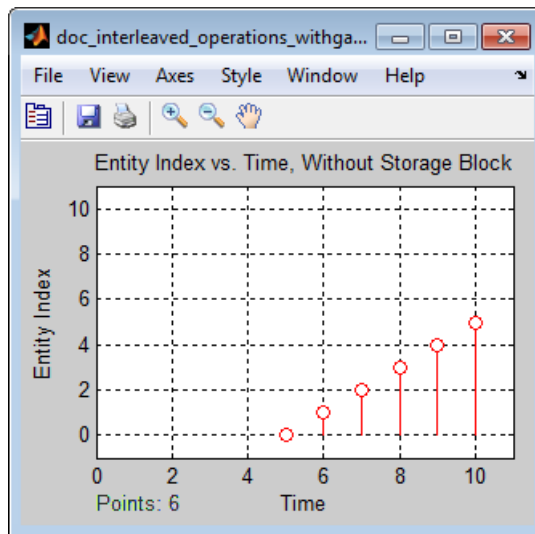 doc_interleaved_operations_withga...
File View Axes Style Window Help
Entity Index vs. Time, Without Storage Block
Entity Index
10
8
6
4
2
0
0 2 4 6 8 10
Points: 6 Time